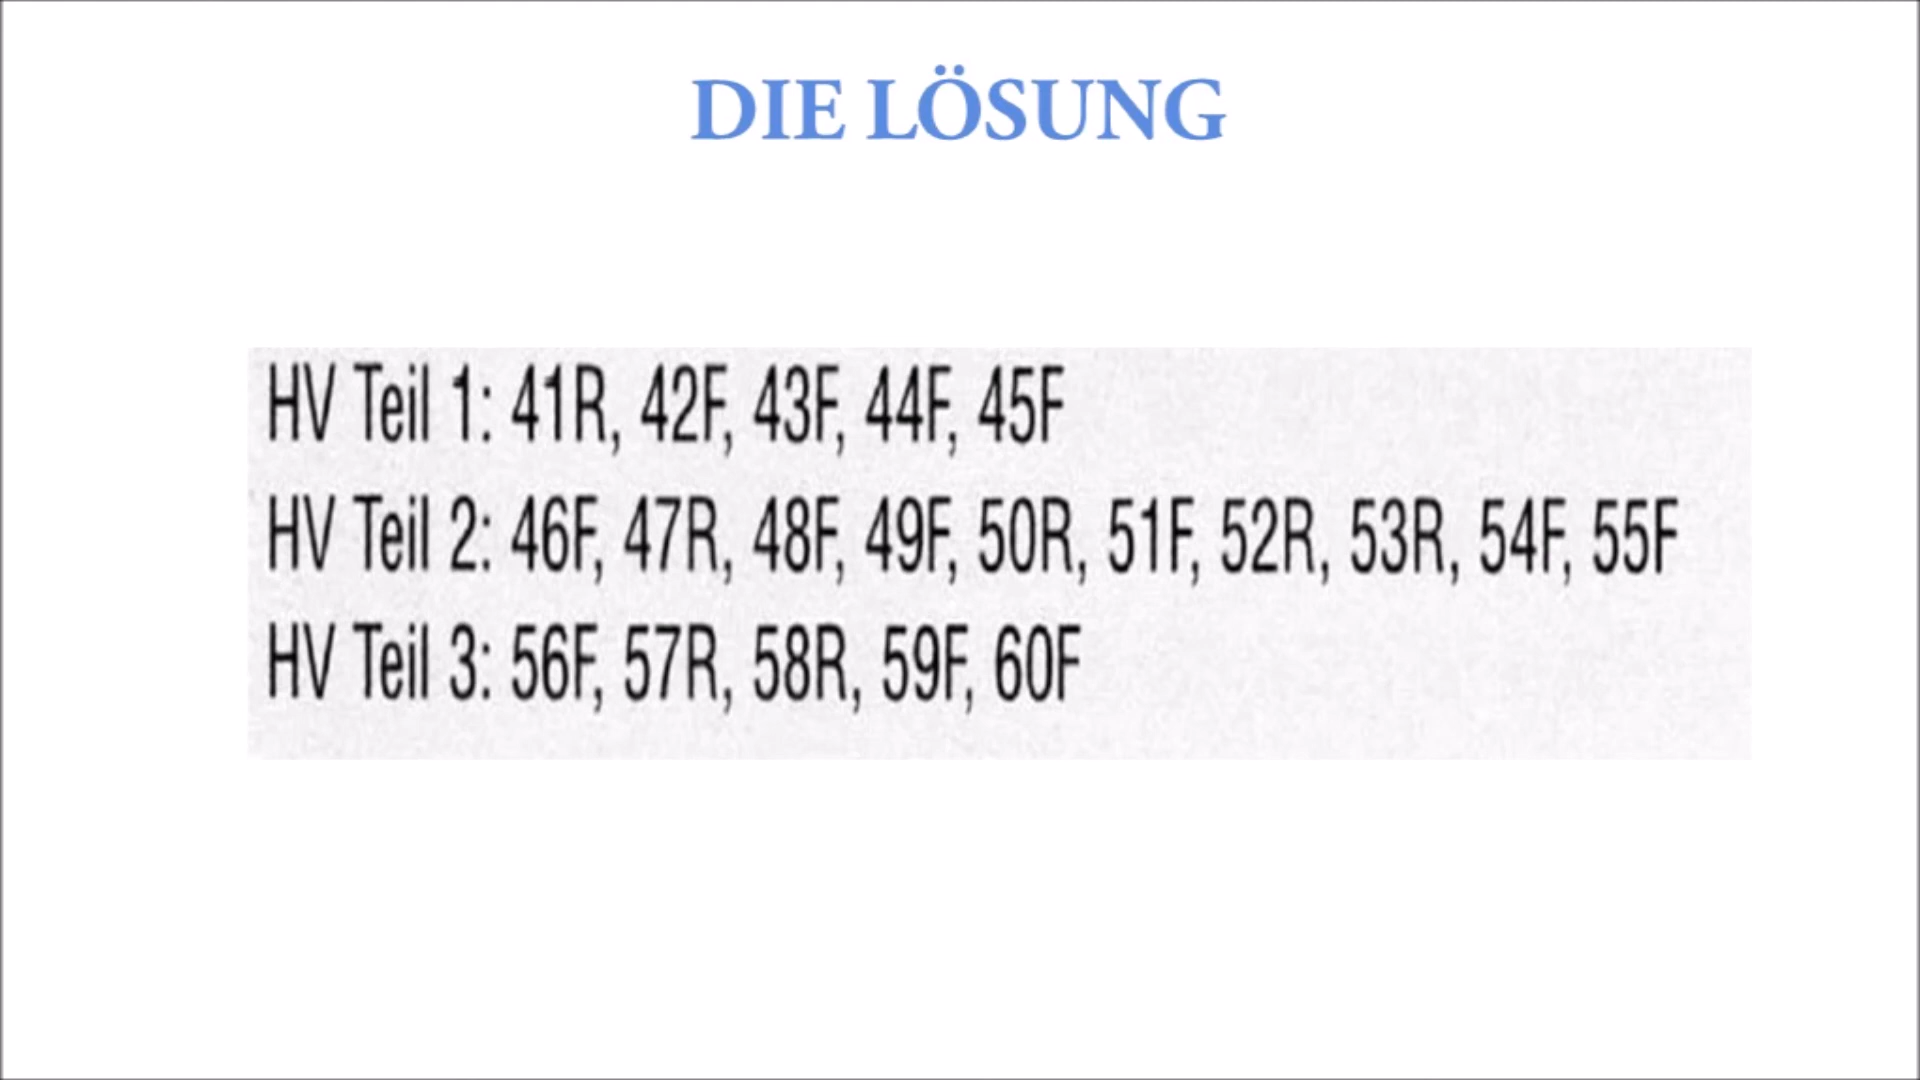 DIE LÖSUNG
HV Teil 1: 41R, 42F, 43F, 44F, 45F
HV Teil 2: 46F, 47R, 48F, 49F, 50R, 51F, 52R, 53R, 54F, 55F
HV Teil 3: 56F, 57R, 58R, 59F, 60F